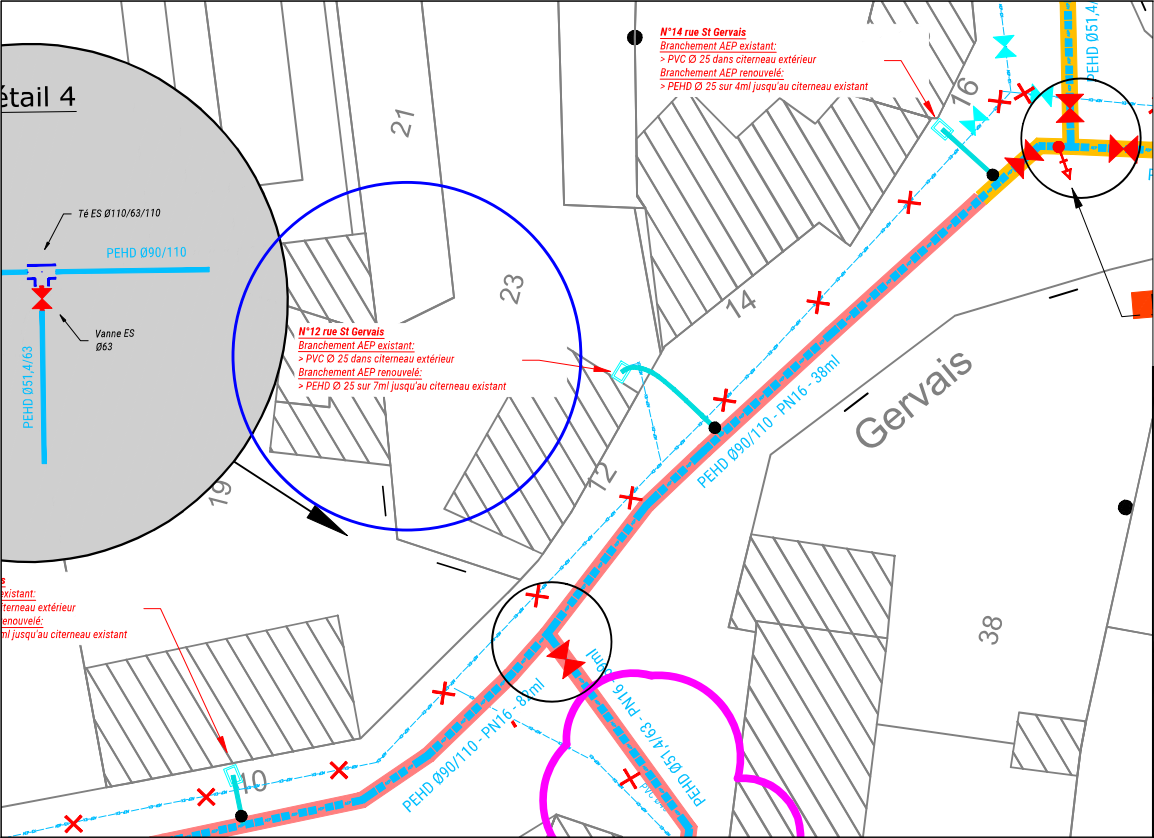 étail 4
Té ES Ø110/63/110
PEHD Ø90/110
Vanne ES
Ø63
PEHD Ø51,4/63
N°14 rue St Gervais
Branchement AEP existant:
> PVC Ø 25 dans citerneau extérieur
Branchement AEP renouvelé:
> PEHD Ø 25 sur 4ml jusqu'au citerneau existant
PEHD Ø51,4/
16
21
23
14
N°12 rue St Gervais
Branchement AEP existant:
> PVC Ø 25 dans citerneau extérieur
Branchement AEP renouvelé:
> PEHD Ø 25 sur 7ml jusqu'au citerneau existant
PEHD Ø90/110 - PN16 - 38ml
Gervais
12
19
s
existant:
iterneau extérieur
enouvelé:
ml jusqu'au citerneau existant
38
PEHD Ø90/110 - PN16 - 82ml
PEHD Ø51,4/63 - PN16
10